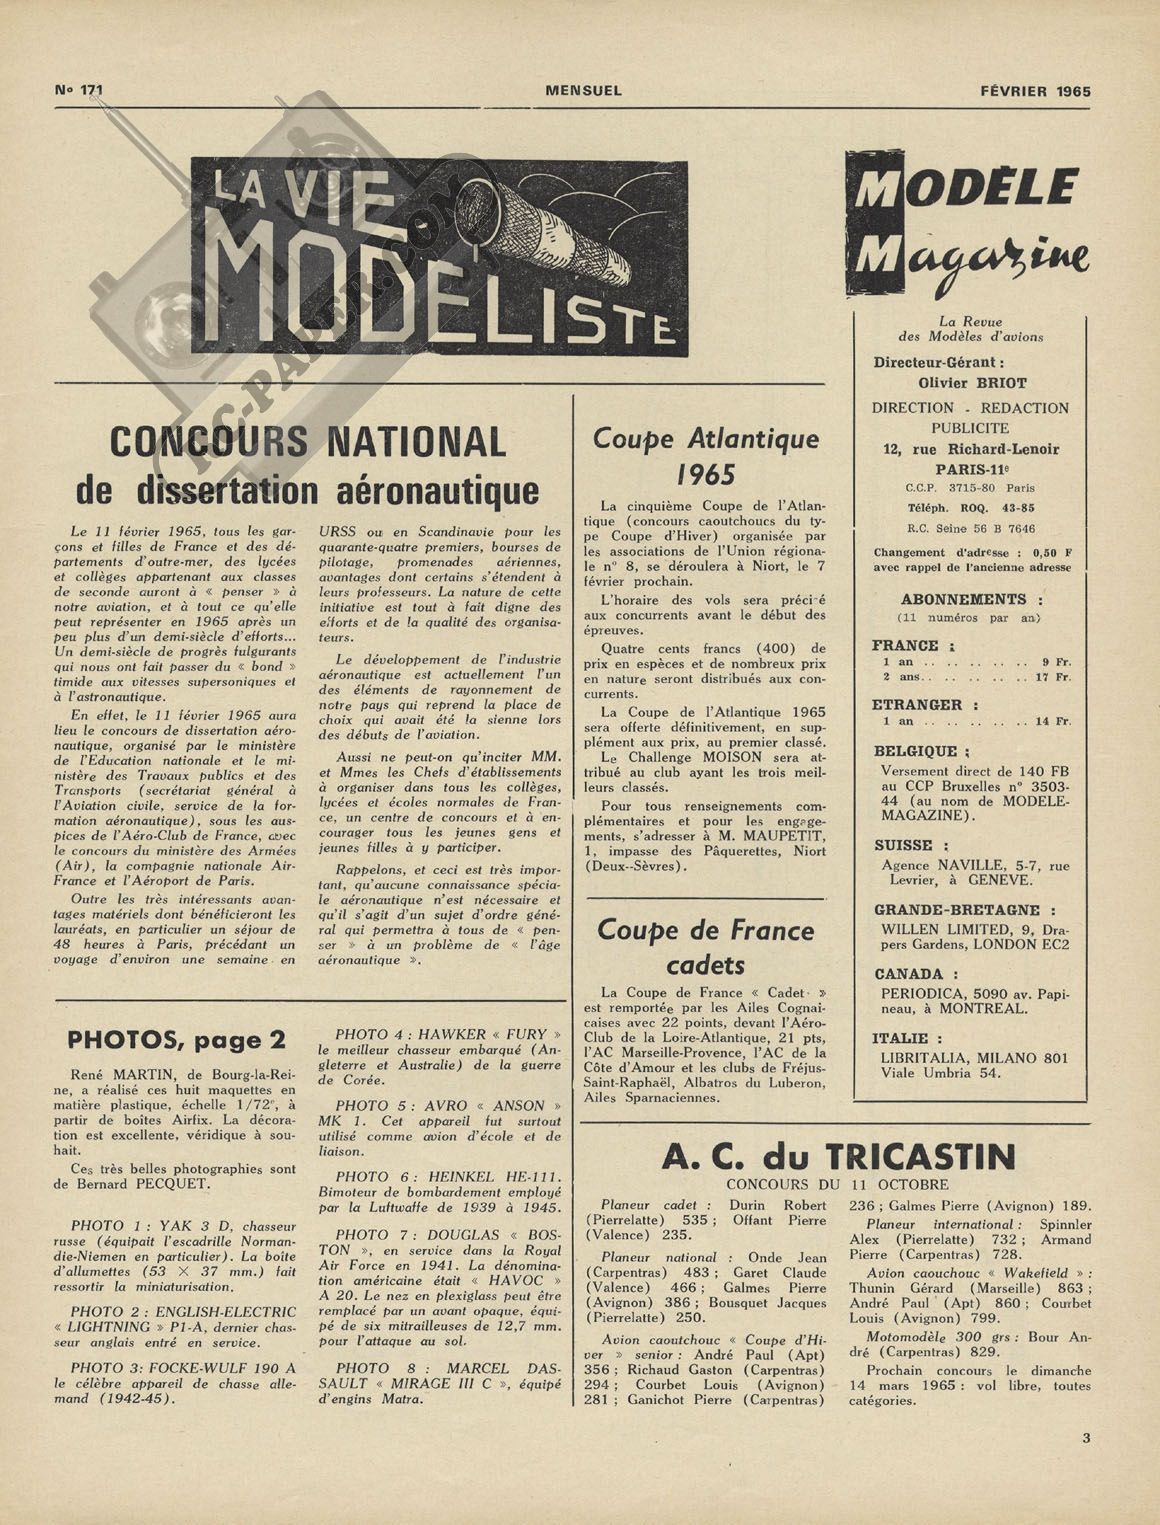 No 171
MENSUEL
FÉVRIER 1965
LA VIE
MODELISTE
RC-PAPER.COM
CONCOURS NATIONAL
de dissertation aéronautique
Le 11 février 1965, tous les gar-
çons et filles de France et des dé-
partements d'outre-mer, des lycées
et collèges appartenant aux classes
de seconde auront à « penser » à
notre aviation, et à tout ce qu'elle
peut représenter en 1965 après un
peu plus d'un demi-siècle d'efforts...
Un demi-siècle de progrès fulgurants
qui nous ont fait passer du « bond »
timide aux vitesses supersoniques et
à l'astronautique.
En effet, le 11 février 1965 aura
lieu le concours de dissertation aéro-
nautique, organisé par le ministère
de l'Education nationale et le mi-
nistère des Travaux publics et des
Transports (secrétariat général à
l'Aviation civile, service de la for-
mation aéronautique), sous les aus-
pices de l'Aéro-Club de France, avec
le concours du ministère des Armées
(Air), la compagnie nationale Air-
France et l'Aéroport de Paris.
Outre les très intéressants avan-
tages matériels dont bénéficieront les
lauréats, en particulier un séjour de
48 heures à Paris, précédant un
voyage d'environ une semaine en
URSS ou en Scandinavie pour les
quarante-quatre premiers, bourses de
pilotage, promenades aériennes,
avantages dont certains s'étendent à
leurs professeurs. La nature de cette
initiative est tout à fait digne des
efforts et de la qualité des organisa-
teurs.
Le développement de l'industrie
aéronautique est actuellement l'un
des éléments de rayonnement de
notre pays qui reprend la place de
choix qui avait été la sienne lors
des débuts de l'aviation.
Aussi ne peut-on qu'inciter MM.
et Mmes les Chefs d'établissements
à organiser dans tous les collèges,
lycées et écoles normales de Fran-
ce, un centre de concours et à en-
courager tous les jeunes gens et
jeunes filles à y participer.
Rappelons, et ceci est très impor-
tant, qu'aucune connaissance spécia-
le aéronautique n'est nécessaire et
qu'il s'agit d'un sujet d'ordre géné-
ral qui permettra à tous de « pen-
ser » à un problème de « l'âge
aéronautique ».
PHOTOS, page 2
René MARTIN, de Bourg-la-Rei-
ne, a réalisé ces huit maquettes en
matière plastique, échelle 1/72e, à
partir de boîtes Airfix. La décora-
tion est excellente, véridique à sou-
hait.
Ces très belles photographies sont
de Bernard PECQUET.
PHOTO 1 : YAK 3 D, chasseur
russe (équipait l'escadrille Norman-
die-Niemen en particulier). La boîte
d'allumettes (53 × 37 mm.) fait
ressortir la miniaturisation.
PHOTO 2 : ENGLISH-ELECTRIC
« LIGHTNING » P1-A, dernier chas-
seur anglais entré en service.
PHOTO 3: FOCKE-WULF 190 A
le célèbre appareil de chasse alle-
mand (1942-45).
PHOTO 4 : HAWKER « FURY »
le meilleur chasseur embarqué (An-
gleterre et Australie) de la guerre
de Corée.
PHOTO 5 : AVRO « ANSON »
MK 1. Cet appareil fut surtout
utilisé comme avion d'école et de
liaison.
PHOTO 6 : HEINKEL HE-111.
Bimoteur de bombardement employé
par la Luftwaffe de 1939 à 1945.
PHOTO 7 : DOUGLAS « BOS-
TON », en service dans la Royal
Air Force en 1941. La dénomina-
tion américaine était « HAVOC »
A 20. Le nez en plexiglass peut être
remplacé par un avant opaque, équi-
pé de six mitrailleuses de 12,7 mm.
pour l'attaque au sol.
PHOTO 8 : MARCEL DAS-
SAULT « MIRAGE III C », équipé
d'engins Matra.
Coupe Atlantique
1965
La cinquième Coupe de l'Atlan-
tique (concours caoutchoucs du ty-
pe Coupe d'Hiver) organisée par
les associations de l'Union régiona-
le n° 8, se déroulera à Niort, le 7
février prochain.
L'horaire des vols sera précisé
aux concurrents avant le début des
épreuves.
Quatre cents francs (400) de
prix en espèces et de nombreux prix
en nature seront distribués aux con-
currents.
La Coupe de l'Atlantique 1965
sera offerte définitivement, en sup-
plément aux prix, au premier classé.
Le Challenge MOISON sera at-
tribué au club ayant les trois meil-
leurs classés.
Pour tous renseignements com-
plémentaires et pour les engage-
ments, s'adresser à M. MAUPETIT,
1, impasse des Pâquerettes, Niort
(Deux--Sèvres).
Coupe de France
cadets
La Coupe de France « Cadet » 
est remportée par les Ailes Cognai-
caises avec 22 points, devant l'Aéro-
Club de la Loire-Atlantique, 21 pts,
l'AC Marseille-Provence, l'AC de la
Côte d'Amour et les clubs de Fréjus-
Saint-Raphaël, Albatros du Luberon,
Ailes Sparnaciennes.
MODÈLE
Magazine
La Revue
des Modèles d'avions
Directeur-Gérant :
Olivier BRIOT
DIRECTION - REDACTION
PUBLICITE
12, rue Richard-Lenoir
PARIS-11e
C.C.P. 3715-80 Paris
Téléph. ROQ. 43-85
R.C. Seine 56 B 7646
Changement d'adresse : 0,50 F
avec rappel de l'ancienne adresse
ABONNEMENTS :
(11 numéros par an)
FRANCE :
1 an .. .. .. .. .. .. 9 Fr.
2 ans.. .. .. .. .. .. 17 Fr.
ETRANGER :
1 an .. .. .. .. .. .. 14 Fr.
BELGIQUE :
Versement direct de 140 FB
au CCP Bruxelles n° 3503-
44 (au nom de MODELE-
MAGAZINE).
SUISSE :
Agence NAVILLE, 5-7, rue
Levrier, à GENEVE.
GRANDE-BRETAGNE :
WILLEN LIMITED, 9, Dra-
pers Gardens, LONDON EC2
CANADA :
PERIODICA, 5090 av. Papi-
neau, à MONTREAL.
ITALIE :
LIBRITALIA, MILANO 801
Viale Umbria 54.
A. C. du TRICASTIN
CONCOURS DU 11 OCTOBRE
Planeur cadet : Durin Robert
(Pierrelatte) 535 ; Offant Pierre
(Valence) 235.
Planeur national : Onde Jean
(Carpentras) 483 ; Garet Claude
(Valence) 466 ; Galmes Pierre
(Avignon) 386 ; Bousquet Jacques
(Pierrelatte) 250.
Avion caoutchouc « Coupe d'Hi-
ver » senior : André Paul (Apt)
356 ; Richaud Gaston (Carpentras)
294 ; Courbet Louis (Avignon)
281 ; Ganichot Pierre (Carpentras)
236 ; Galmes Pierre (Avignon) 189.
Planeur international : Spinnler
Alex (Pierrelatte) 732 ; Armand
Pierre (Carpentras) 728.
Avion caouchouc « Wakefield » :
Thunin Gérard (Marseille) 863 ;
André Paul (Apt) 860 ; Courbet
Louis (Avignon) 799.
Motomodèle 300 grs : Bour An-
dré (Carpentras) 829.
Prochain concours le dimanche
14 mars 1965 : vol libre, toutes
catégories.
3